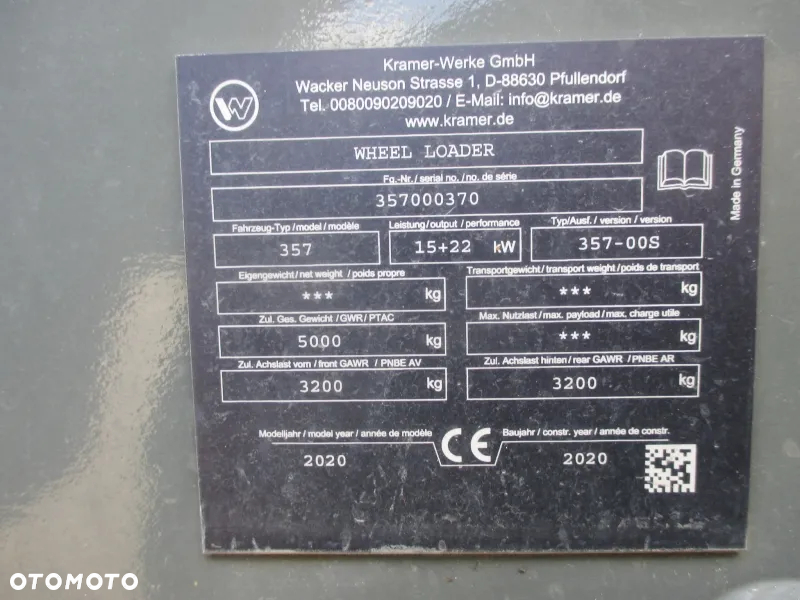 Kramer-Werke GmbH
Wacker Neuson Strasse 1, D-88630 Pfullendorf
Tel. 0080090209020 / E-Mail: info@kramer.de
www.kramer.de
WHEEL LOADER
Fg.-Nr./ serial no./ no. de série
357000370
Made in Germany
Fahrzeug-Typ / model / modèle
Leistung/ output / performance
Typ/Ausf. / version / version
357
15+22 kW
357-00S
Eigengewicht / net weight / poids propre
Transportgewicht / transport weight / poids de transport
*** kg
*** kg
Zul. Ges. Gewicht / GWR / PTAC
Max. Nutzlast / max. payload / max. charge utile
5000 kg
*** kg
Zul. Achslast vorn / front GAWR / PNBE AV
Zul. Achslast hinten / rear GAWR / PNBE AR
3200 kg
3200 kg
Modelljahr / model year / année de modèle
CE
Baujahr / constr. year / année de constr.
2020
2020
OTOMOTO